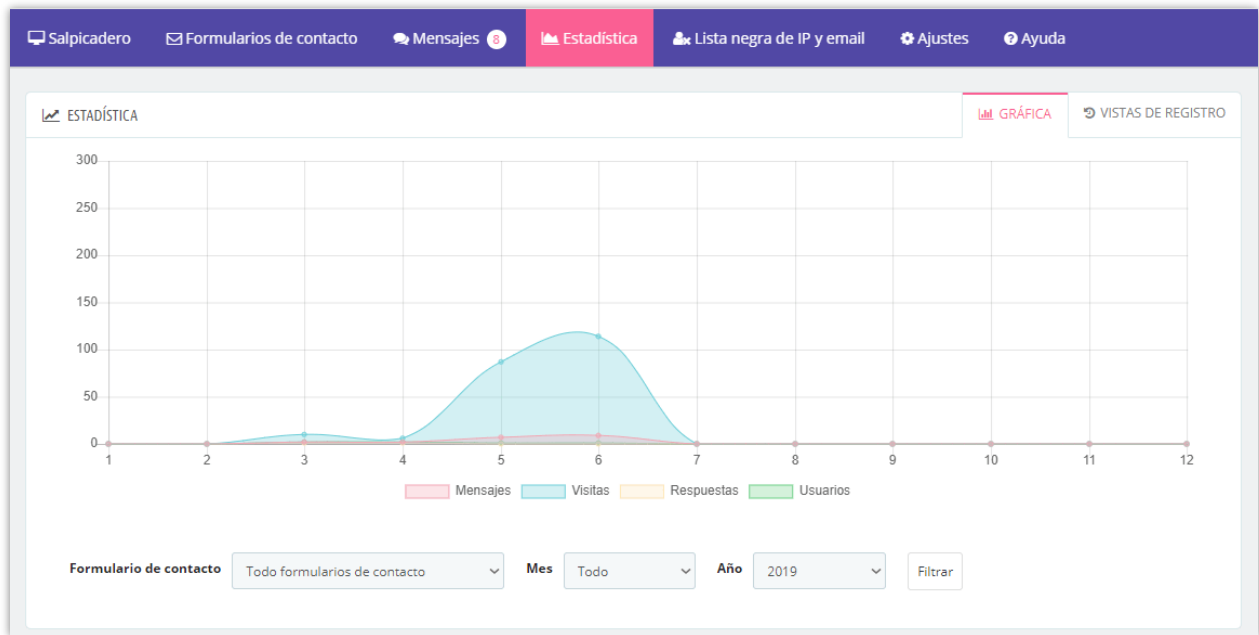 Salpicadero Formularios de contacto Mensajes 8 Estadística Lista negra de IP y email Ajustes Ayuda
ESTADÍSTICA GRÁFICA VISTAS DE REGISTRO
300
250
200
150
100
50
0
1 2 3 4 5 6 7 8 9 10 11 12
Mensajes Visitas Respuestas Usuarios
Formulario de contacto Todo formularios de contacto Mes Todo Año 2019 Filtrar